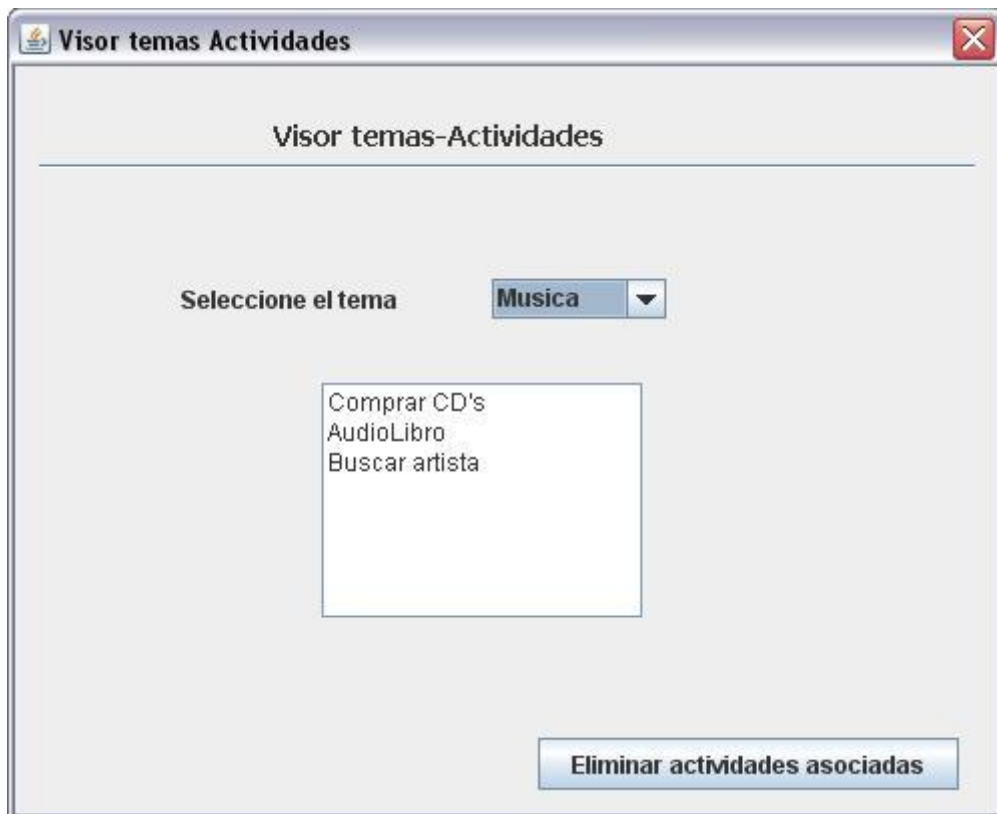 Visor temas Actividades
Visor temas-Actividades
Seleccione el tema Musica
Comprar CD's
AudioLibro
Buscar artista
Eliminar actividades asociadas